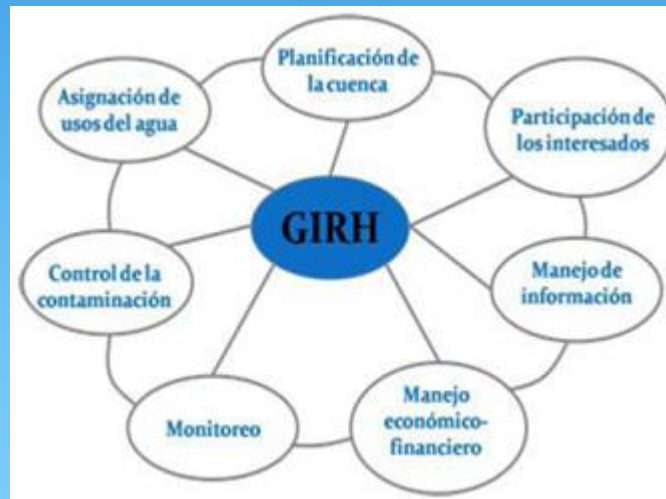 Planificación de
la cuenca
Asignación de
usos del agua
Participación de
los interesados
GIRH
Control de la
contaminación
Manejo de
información
Monitoreo
Manejo
económico-
financiero